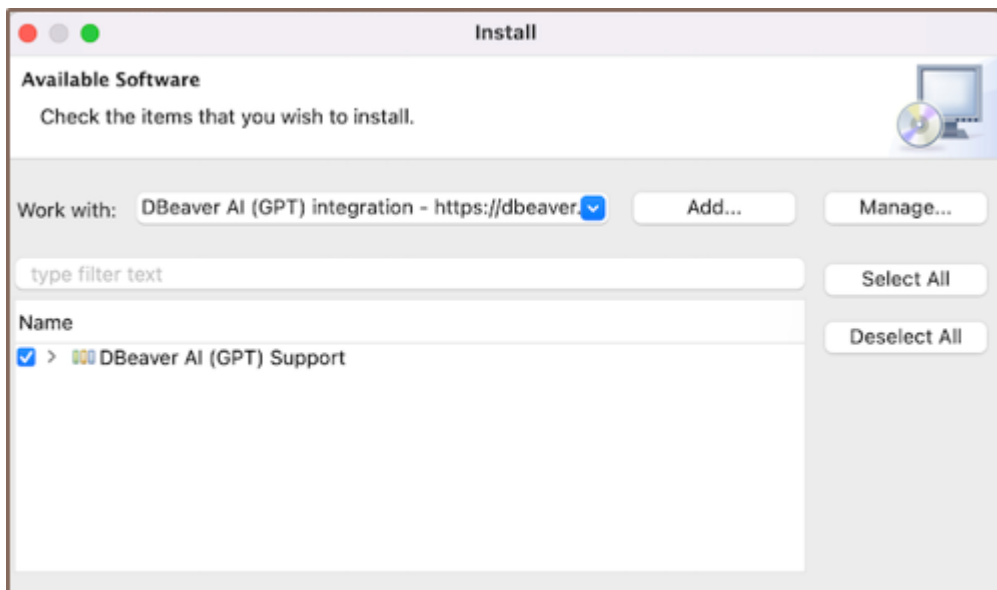 Install
Available Software
Check the items that you wish to install.
Work with: DBeaver AI (GPT) integration - https://dbeaver. Add... Manage...
type filter text Select All
Name
Deselect All
DBeaver AI (GPT) Support